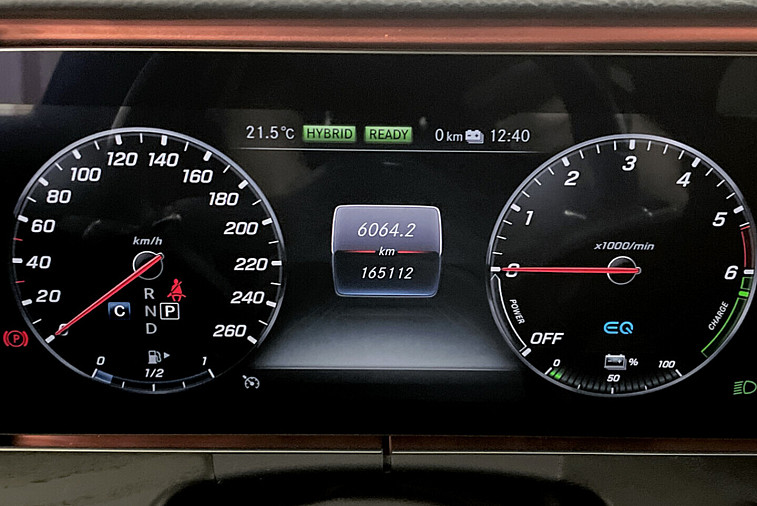 21.5°C HYBRID READY 0 km 12:40
km/h
0
20
40
60
80
100
120
140
160
180
200
220
240
260
R
N
D
C
P
(P)
0 1/2 1
6064.2
km
165112
x1000/min
0
1
2
3
4
5
6
POWER
OFF
CHARGE
EQ
%
0 50 100